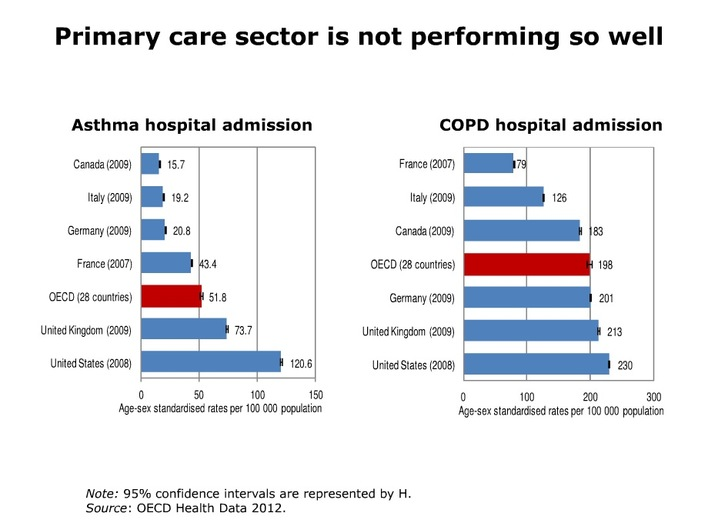 Primary care sector is not performing so well
Asthma hospital admission
Canada (2009) 15.7
Italy (2009) 19.2
Germany (2009) 20.8
France (2007) 43.4
OECD (28 countries) 51.8
United Kingdom (2009) 73.7
United States (2008) 120.6
0 50 100 150
Age-sex standardised rates per 100 000 population
COPD hospital admission
France (2007) 79
Italy (2009) 126
Canada (2009) 183
OECD (28 countries) 198
Germany (2009) 201
United Kingdom (2009) 213
United States (2008) 230
0 100 200 300
Age-sex standardised rates per 100 000 population
Note: 95% confidence intervals are represented by H.
Source: OECD Health Data 2012.